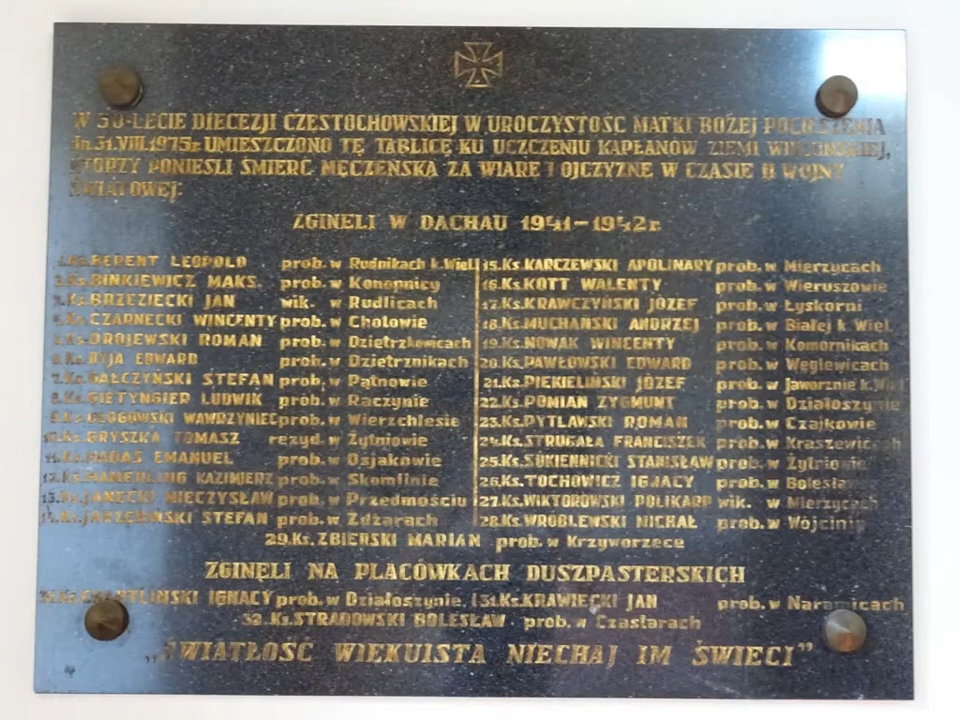 W 50-LECIE DIECEZJI CZĘSTOCHOWSKIEJ W UROCZYSTOŚĆ MATKI BOŻEJ POCIESZENIA
dn. 31.VIII.1975r. UMIESZCZONO TĘ TABLICĘ KU UCZCZENIU KAPŁANÓW ZIEMI WIELUŃSKIEJ,
KTÓRZY PONIEŚLI ŚMIERĆ MĘCZEŃSKĄ ZA WIARĘ I OJCZYZNĘ W CZASIE II WOJNY
ŚWIATOWEJ:
ZGINĘLI W DACHAU 1941-1942r.
1.Ks. BERENT LEOPOLD prob. w Rudnikach k. Wiel.
2.Ks. BINKIEWICZ MAKS. prob. w Konopnicy
3.Ks. BRZEZIECKI JAN wik. w Rudlicach
4.Ks. CZARNECKI WINCENTY prob. w Chotowie
5.Ks. DROJEWSKI ROMAN prob. w Dzietrzkowicach
6.Ks. RYJA EDWARD prob. w Dzietrznikach
7.Ks. GAŁCZYŃSKI STEFAN prob. w Pątnowie
8.Ks. GIETYNGIER LUDWIK prob. w Raczynie
9.Ks. GŁOGOWSKI WAWRZYNIEC prob. w Wierzchlesie
10.Ks. GRYSZKA TOMASZ rezyd. w Żytniowie
11.Ks. EMANUEL prob. w Osjakowie
12.Ks. KAZIMIERZ prob. w Skomlinie
13.Ks. JANECKI MIECZYSŁAW prob. w Przedmościu
14.Ks. JARZĘBIŃSKI STEFAN prob. w Zdżarach
15.Ks. KARCZEWSKI APOLINARY prob. w Mierzycach
16.Ks. KOTT WALENTY prob. w Wieruszowie
17.Ks. KRAWCZYŃSKI JÓZEF prob. w Łyskorni
18.Ks. MUCHAŃSKI ANDRZEJ prob. w Białej k. Wiel.
19.Ks. NOWAK WINCENTY prob. w Komornikach
20.Ks. PAWŁOWSKI EDWARD prob. w Węglewicach
21.Ks. PIEKIELIŃSKI JÓZEF prob. w Jaworznie k. Wiel.
22.Ks. POMIAN ZYGMUNT prob. w Działoszynie
23.Ks. PYTLAWSKI ROMAN prob. w Czajkowie
24.Ks. STRUGAŁA FRANCISZEK prob. w Kraszewicach
25.Ks. SUKIENNICKI STANISŁAW prob. w Żytniowie
26.Ks. TOCHOWICZ IGNACY prob. w
27.Ks. WIKTOROWSKI POLIKARP wik. w Mierzycach
28.Ks. WRÓBLEWSKI MICHAŁ prob. w Wójcinie
29.Ks. ZBIERSKI MARIAN prob. w Krzyworzece
ZGINĘLI NA PLACÓWKACH DUSZPASTERSKICH
IGNACY prob. w Działoszynie, 31.Ks. KRAWIECKI JAN prob. w Naramicach
32.Ks. STRADOWSKI BOLESŁAW prob. w Czastarach
„ŚWIATŁOŚĆ WIEKUISTA NIECHAJ IM ŚWIECI”